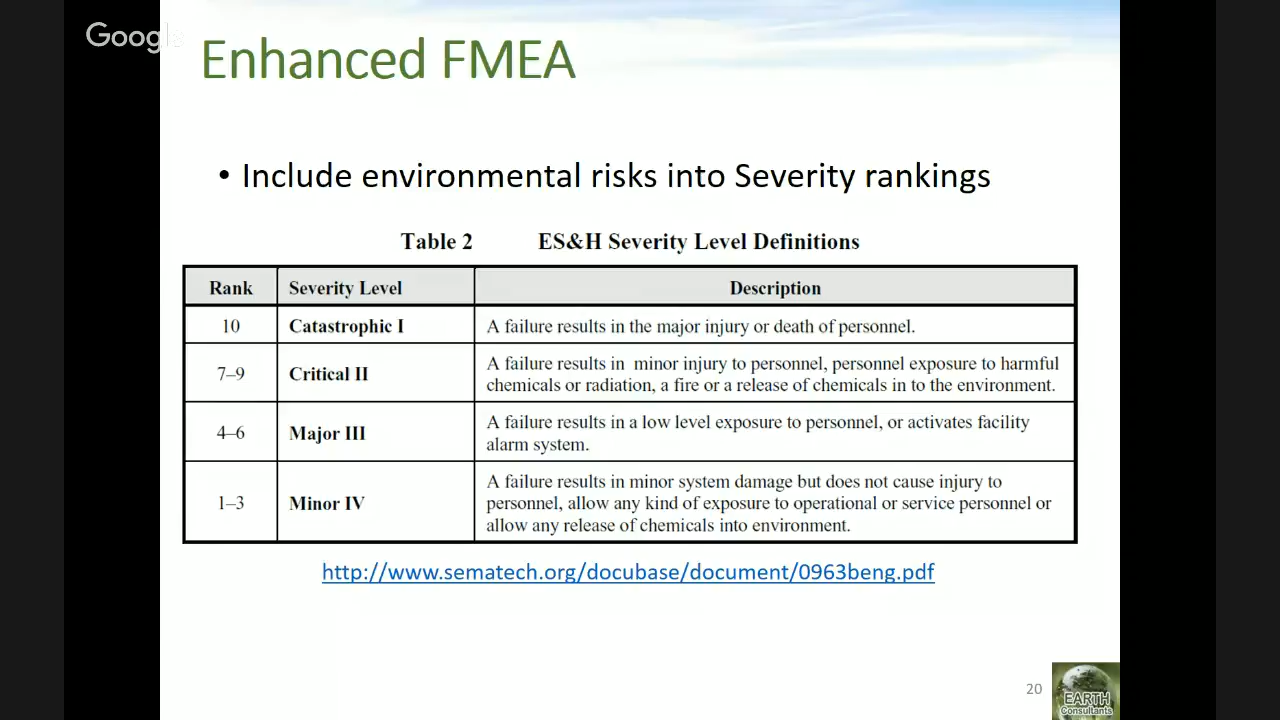 Google
Enhanced FMEA
• Include environmental risks into Severity rankings
Table 2 ES&H Severity Level Definitions
Rank Severity Level Description
10 Catastrophic I A failure results in the major injury or death of personnel.
7–9 Critical II A failure results in minor injury to personnel, personnel exposure to harmful
chemicals or radiation, a fire or a release of chemicals in to the environment.
4–6 Major III A failure results in a low level exposure to personnel, or activates facility
alarm system.
1–3 Minor IV A failure results in minor system damage but does not cause injury to
personnel, allow any kind of exposure to operational or service personnel or
allow any release of chemicals into environment.
http://www.sematech.org/docubase/document/0963beng.pdf
20
EARTH
Consultants